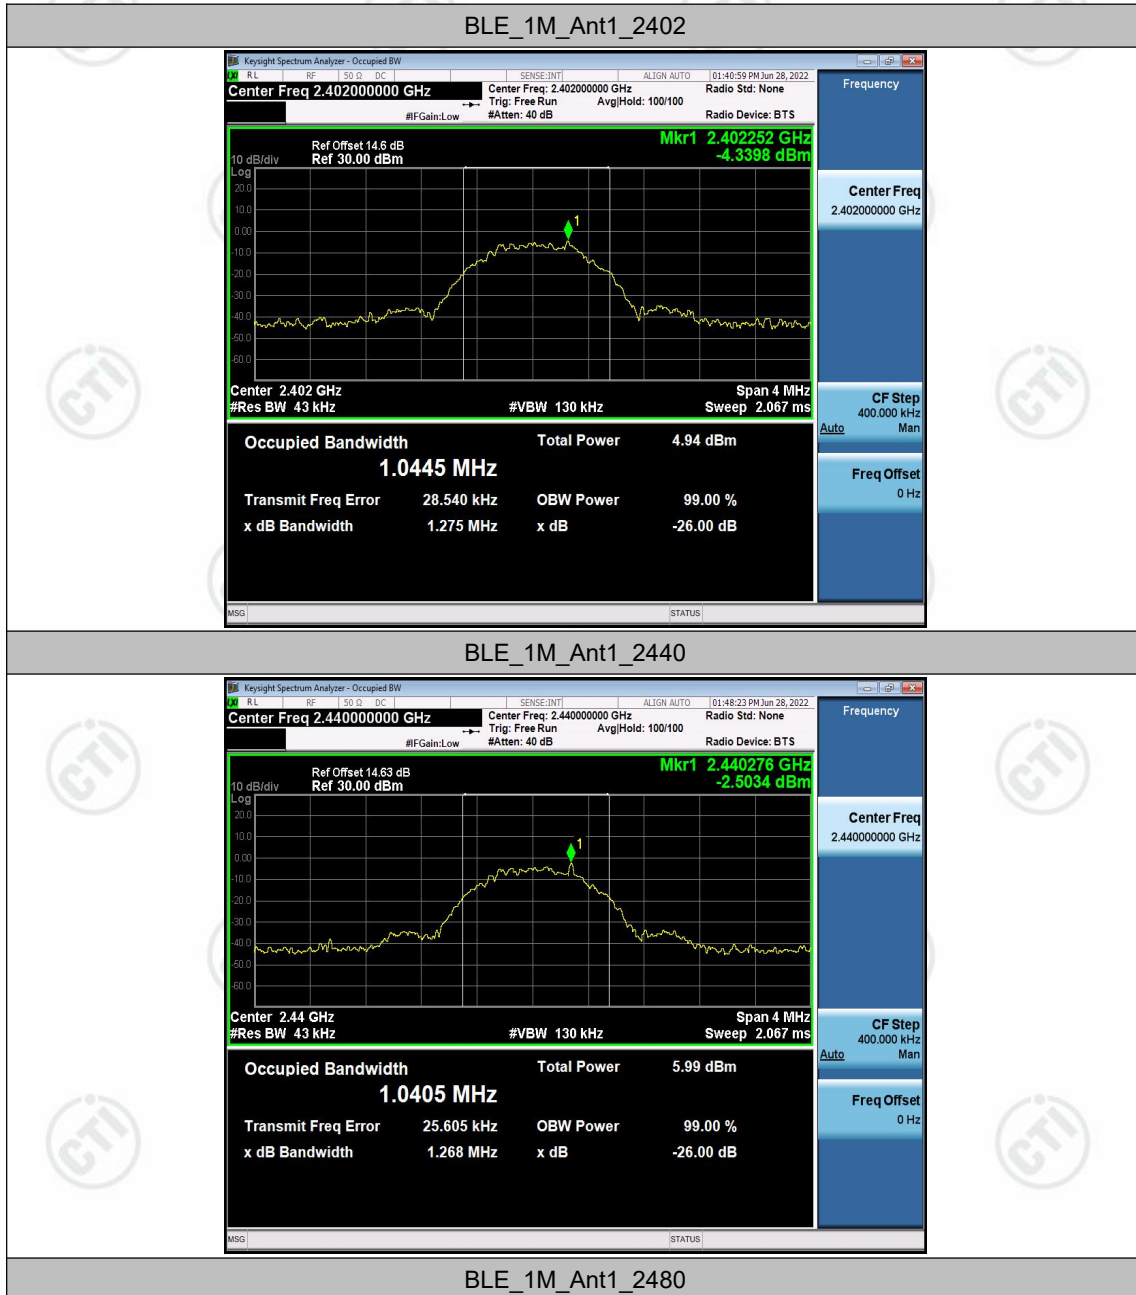 BLE_1M_Ant1_2402
Keysight Spectrum Analyzer - Occupied BW
LXI RL RF 50 Ω DC SENSE:INT ALIGN AUTO 01:40:59 PM Jun 28, 2022
Center Freq 2.402000000 GHz Center Freq: 2.402000000 GHz Radio Std: None Frequency
Trig: Free Run Avg|Hold: 100/100
#IFGain:Low #Atten: 40 dB Radio Device: BTS
Mkr1 2.402252 GHz
Ref Offset 14.6 dB -4.3398 dBm
10 dB/div Ref 30.00 dBm
Log
20.0
10.0
0.00
-10.0
-20.0
-30.0
-40.0
-50.0
-60.0
1
Center Freq
2.402000000 GHz
Center 2.402 GHz Span 4 MHz
#Res BW 43 kHz #VBW 130 kHz Sweep 2.067 ms
CF Step
400.000 kHz
Auto Man
Occupied Bandwidth Total Power 4.94 dBm
1.0445 MHz
Freq Offset
0 Hz
Transmit Freq Error 28.540 kHz OBW Power 99.00 %
x dB Bandwidth 1.275 MHz x dB -26.00 dB
MSG STATUS
BLE_1M_Ant1_2440
Keysight Spectrum Analyzer - Occupied BW
LXI RL RF 50 Ω DC SENSE:INT ALIGN AUTO 01:48:23 PM Jun 28, 2022
Center Freq 2.440000000 GHz Center Freq: 2.440000000 GHz Radio Std: None Frequency
Trig: Free Run Avg|Hold: 100/100
#IFGain:Low #Atten: 40 dB Radio Device: BTS
Mkr1 2.440276 GHz
Ref Offset 14.63 dB -2.5034 dBm
10 dB/div Ref 30.00 dBm
Log
20.0
10.0
0.00
-10.0
-20.0
-30.0
-40.0
-50.0
-60.0
1
Center Freq
2.440000000 GHz
Center 2.44 GHz Span 4 MHz
#Res BW 43 kHz #VBW 130 kHz Sweep 2.067 ms
CF Step
400.000 kHz
Auto Man
Occupied Bandwidth Total Power 5.99 dBm
1.0405 MHz
Freq Offset
0 Hz
Transmit Freq Error 25.605 kHz OBW Power 99.00 %
x dB Bandwidth 1.268 MHz x dB -26.00 dB
MSG STATUS
BLE_1M_Ant1_2480
CTI
CTI
CTI
CTI
CTI
CTI